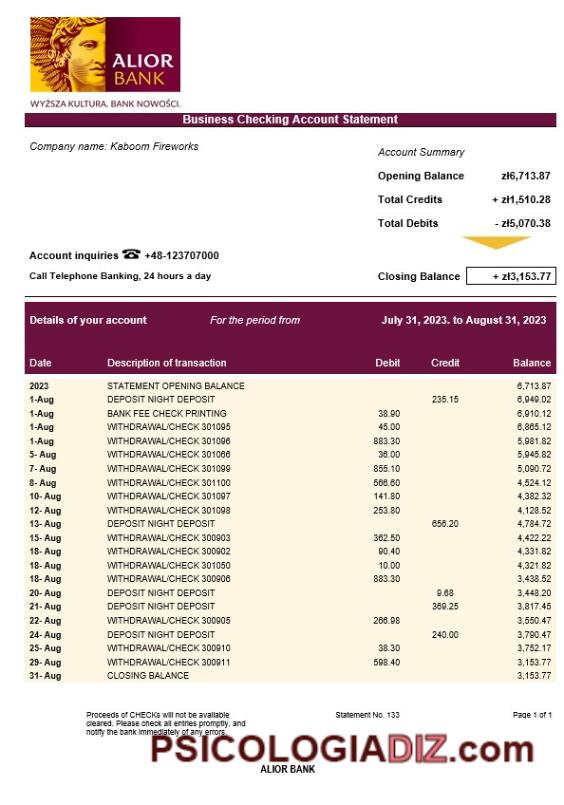 ALIOR
BANK
WYŻSZA KULTURA. BANK NOWOŚCI.
Business Checking Account Statement
Company name: Kaboom Fireworks
Account Summary
Opening Balance zł6,713.87
Total Credits + zł1,510.28
Total Debits - zł5,070.38
Account inquiries ☎ +48-123707000
Call Telephone Banking, 24 hours a day
Closing Balance + zł3,153.77
Details of your account For the period from July 31, 2023. to August 31, 2023
Date Description of transaction Debit Credit Balance
2023 STATEMENT OPENING BALANCE 6,713.87
1-Aug DEPOSIT NIGHT DEPOSIT 235.15 6,949.02
1-Aug BANK FEE CHECK PRINTING 38.90 6,910.12
1-Aug WITHDRAWAL/CHECK 301095 45.00 6,865.12
1-Aug WITHDRAWAL/CHECK 301096 883.30 5,981.82
5- Aug WITHDRAWAL/CHECK 301066 36.00 5,945.82
7- Aug WITHDRAWAL/CHECK 301099 855.10 5,090.72
8- Aug WITHDRAWAL/CHECK 301100 566.60 4,524.12
10- Aug WITHDRAWAL/CHECK 301097 141.80 4,382.32
12- Aug WITHDRAWAL/CHECK 301098 253.80 4,128.52
13- Aug DEPOSIT NIGHT DEPOSIT 656.20 4,784.72
15- Aug WITHDRAWAL/CHECK 300903 362.50 4,422.22
18- Aug WITHDRAWAL/CHECK 300902 90.40 4,331.82
18- Aug WITHDRAWAL/CHECK 301050 10.00 4,321.82
18- Aug WITHDRAWAL/CHECK 300906 883.30 3,438.52
20- Aug DEPOSIT NIGHT DEPOSIT 9.68 3,448.20
21- Aug DEPOSIT NIGHT DEPOSIT 369.25 3,817.45
22- Aug WITHDRAWAL/CHECK 300905 266.98 3,550.47
24- Aug DEPOSIT NIGHT DEPOSIT 240.00 3,790.47
25- Aug WITHDRAWAL/CHECK 300910 38.30 3,752.17
29- Aug WITHDRAWAL/CHECK 300911 598.40 3,153.77
31- Aug CLOSING BALANCE 3,153.77
Proceeds of CHECKs will not be available Statement No. 133 Page 1 of 1
cleared. Please check all entries promptly, and
notify the bank immediately of any errors.
PSICOLOGIADIZ.com
ALIOR BANK